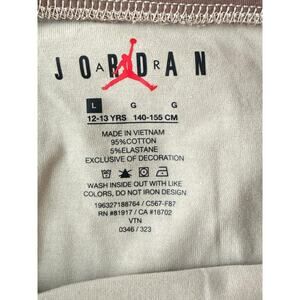 JORDAN
AIR
L G G
12-13 YRS 140-155 CM
MADE IN VIETNAM
95%COTTON
5%ELASTANE
EXCLUSIVE OF DECORATION
WASH INSIDE OUT WITH LIKE
COLORS, DO NOT IRON DESIGN
196327188764 / C567-F87
RN #81917 / CA #18702
VTN
0346 / 323